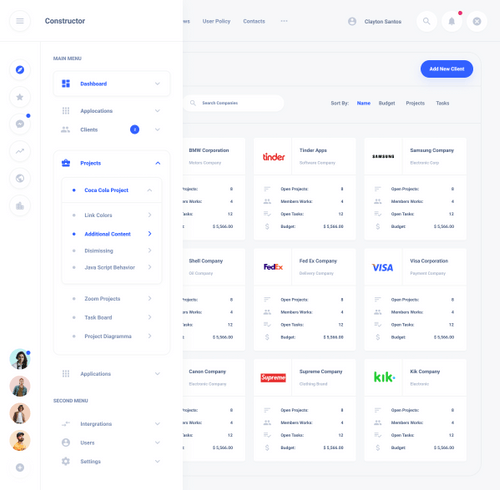 Constructor
ws
User Policy
Contacts
Clayton Santos
MAIN MENU
Dashboard
Applocations
Clients
Projects
Coca Cola Project
Link Colors
Additional Content
Dismissing
Java Script Behavior
Zoom Projects
Task Board
Project Diagramma
Applications
SECOND MENU
Intergrations
Users
Settings
Add New Client
Search Companies
Sort By: Name Budget Projects Tasks
BMW Corporation
Motors Company
Projects: 8
Members Works: 4
Open Tasks: 12
$ 5,566.00
tinder
Tinder Apps
Software Company
Open Projects: 8
Members Works: 4
Open Tasks: 12
Budget: $ 5,566.00
SAMSUNG
Samsung Company
Electronic Corp
Open Projects: 8
Members Works: 4
Open Tasks: 12
Budget: $ 5,566.00
Shell Company
Oil Company
Projects: 8
Members Works: 4
Open Tasks: 12
$ 5,566.00
FedEx
Fed Ex Company
Delivery Company
Open Projects: 8
Members Works: 4
Open Tasks: 12
Budget: $ 5,566.00
VISA
Visa Corporation
Payment Company
Open Projects: 8
Members Works: 4
Open Tasks: 12
Budget: $ 5,566.00
Canon Company
Electronic Company
Projects: 8
Members Works: 4
Open Tasks: 12
$ 5,566.00
Supreme
Supreme Company
Clothing Brand
Open Projects: 8
Members Works: 4
Open Tasks: 12
Budget: $ 5,566.00
kik
Kik Company
Electronic
Open Projects: 8
Members Works: 4
Open Tasks: 12
Budget: $ 5,566.00